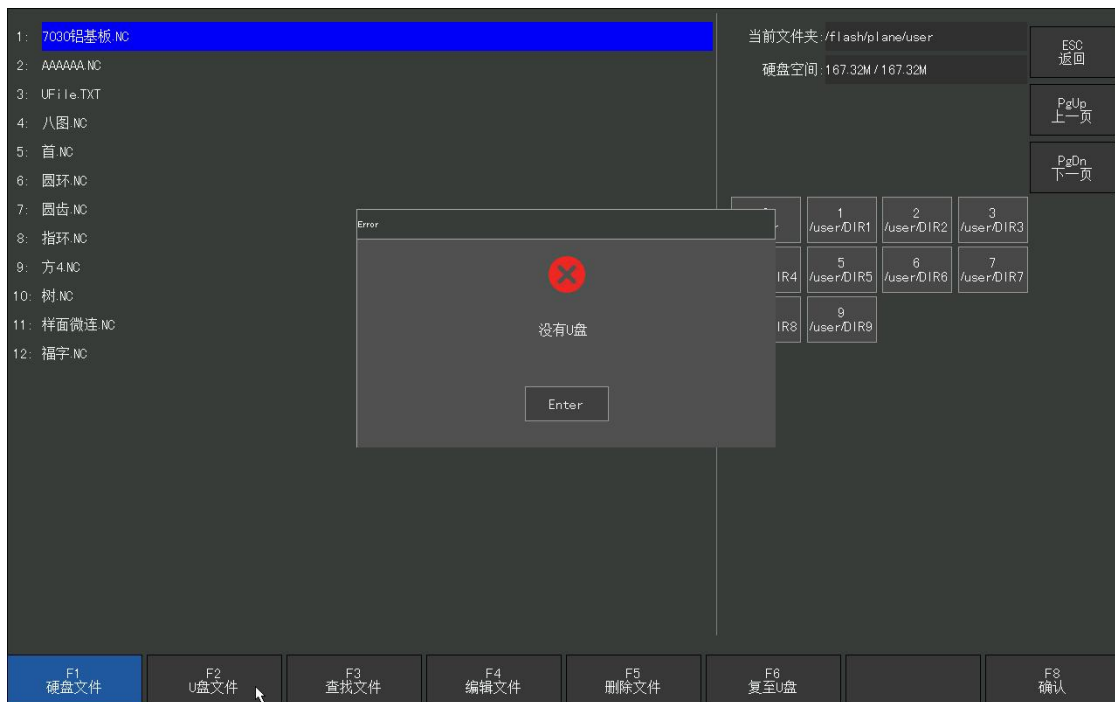 1: 7030铝基板.NC
2: AAAAAA.NC
3: UFile.TXT
4: 八图.NC
5: 首.NC
6: 圆环.NC
7: 圆齿.NC
8: 指环.NC
9: 方4.NC
10: 树.NC
11: 样面微连.NC
12: 福字.NC
当前文件夹:/flash/plane/user
硬盘空间:167.32M / 167.32M
ESC
返回
PgUp
上一页
PgDn
下一页
1
/user/DIR1
2
/user/DIR2
3
/user/DIR3
IR4
5
/user/DIR5
6
/user/DIR6
7
/user/DIR7
IR8
9
/user/DIR9
Error
没有U盘
Enter
F1
硬盘文件
F2
U盘文件
F3
查找文件
F4
编辑文件
F5
删除文件
F6
复至U盘
F8
确认